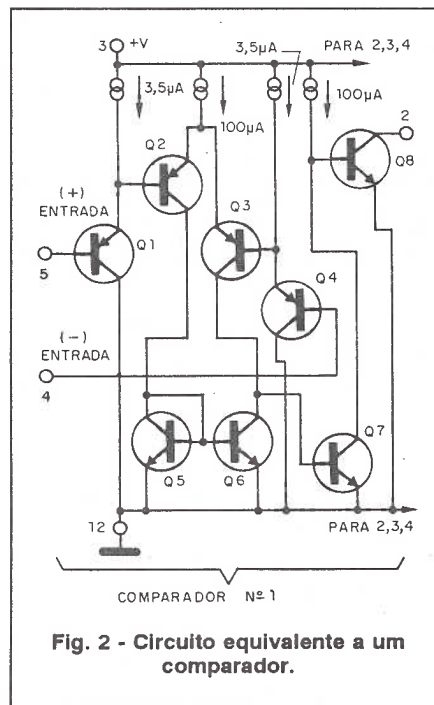 3 +V
3,5µA
PARA 2,3,4
3,5µA
100µA
100µA
2
Q2
Q8
(+)
ENTRADA
Q3
Q1
5
Q4
(-)
ENTRADA
4
Q7
Q5
Q6
12
PARA 2,3,4
COMPARADOR Nº 1
Fig. 2 - Circuito equivalente a um
comparador.